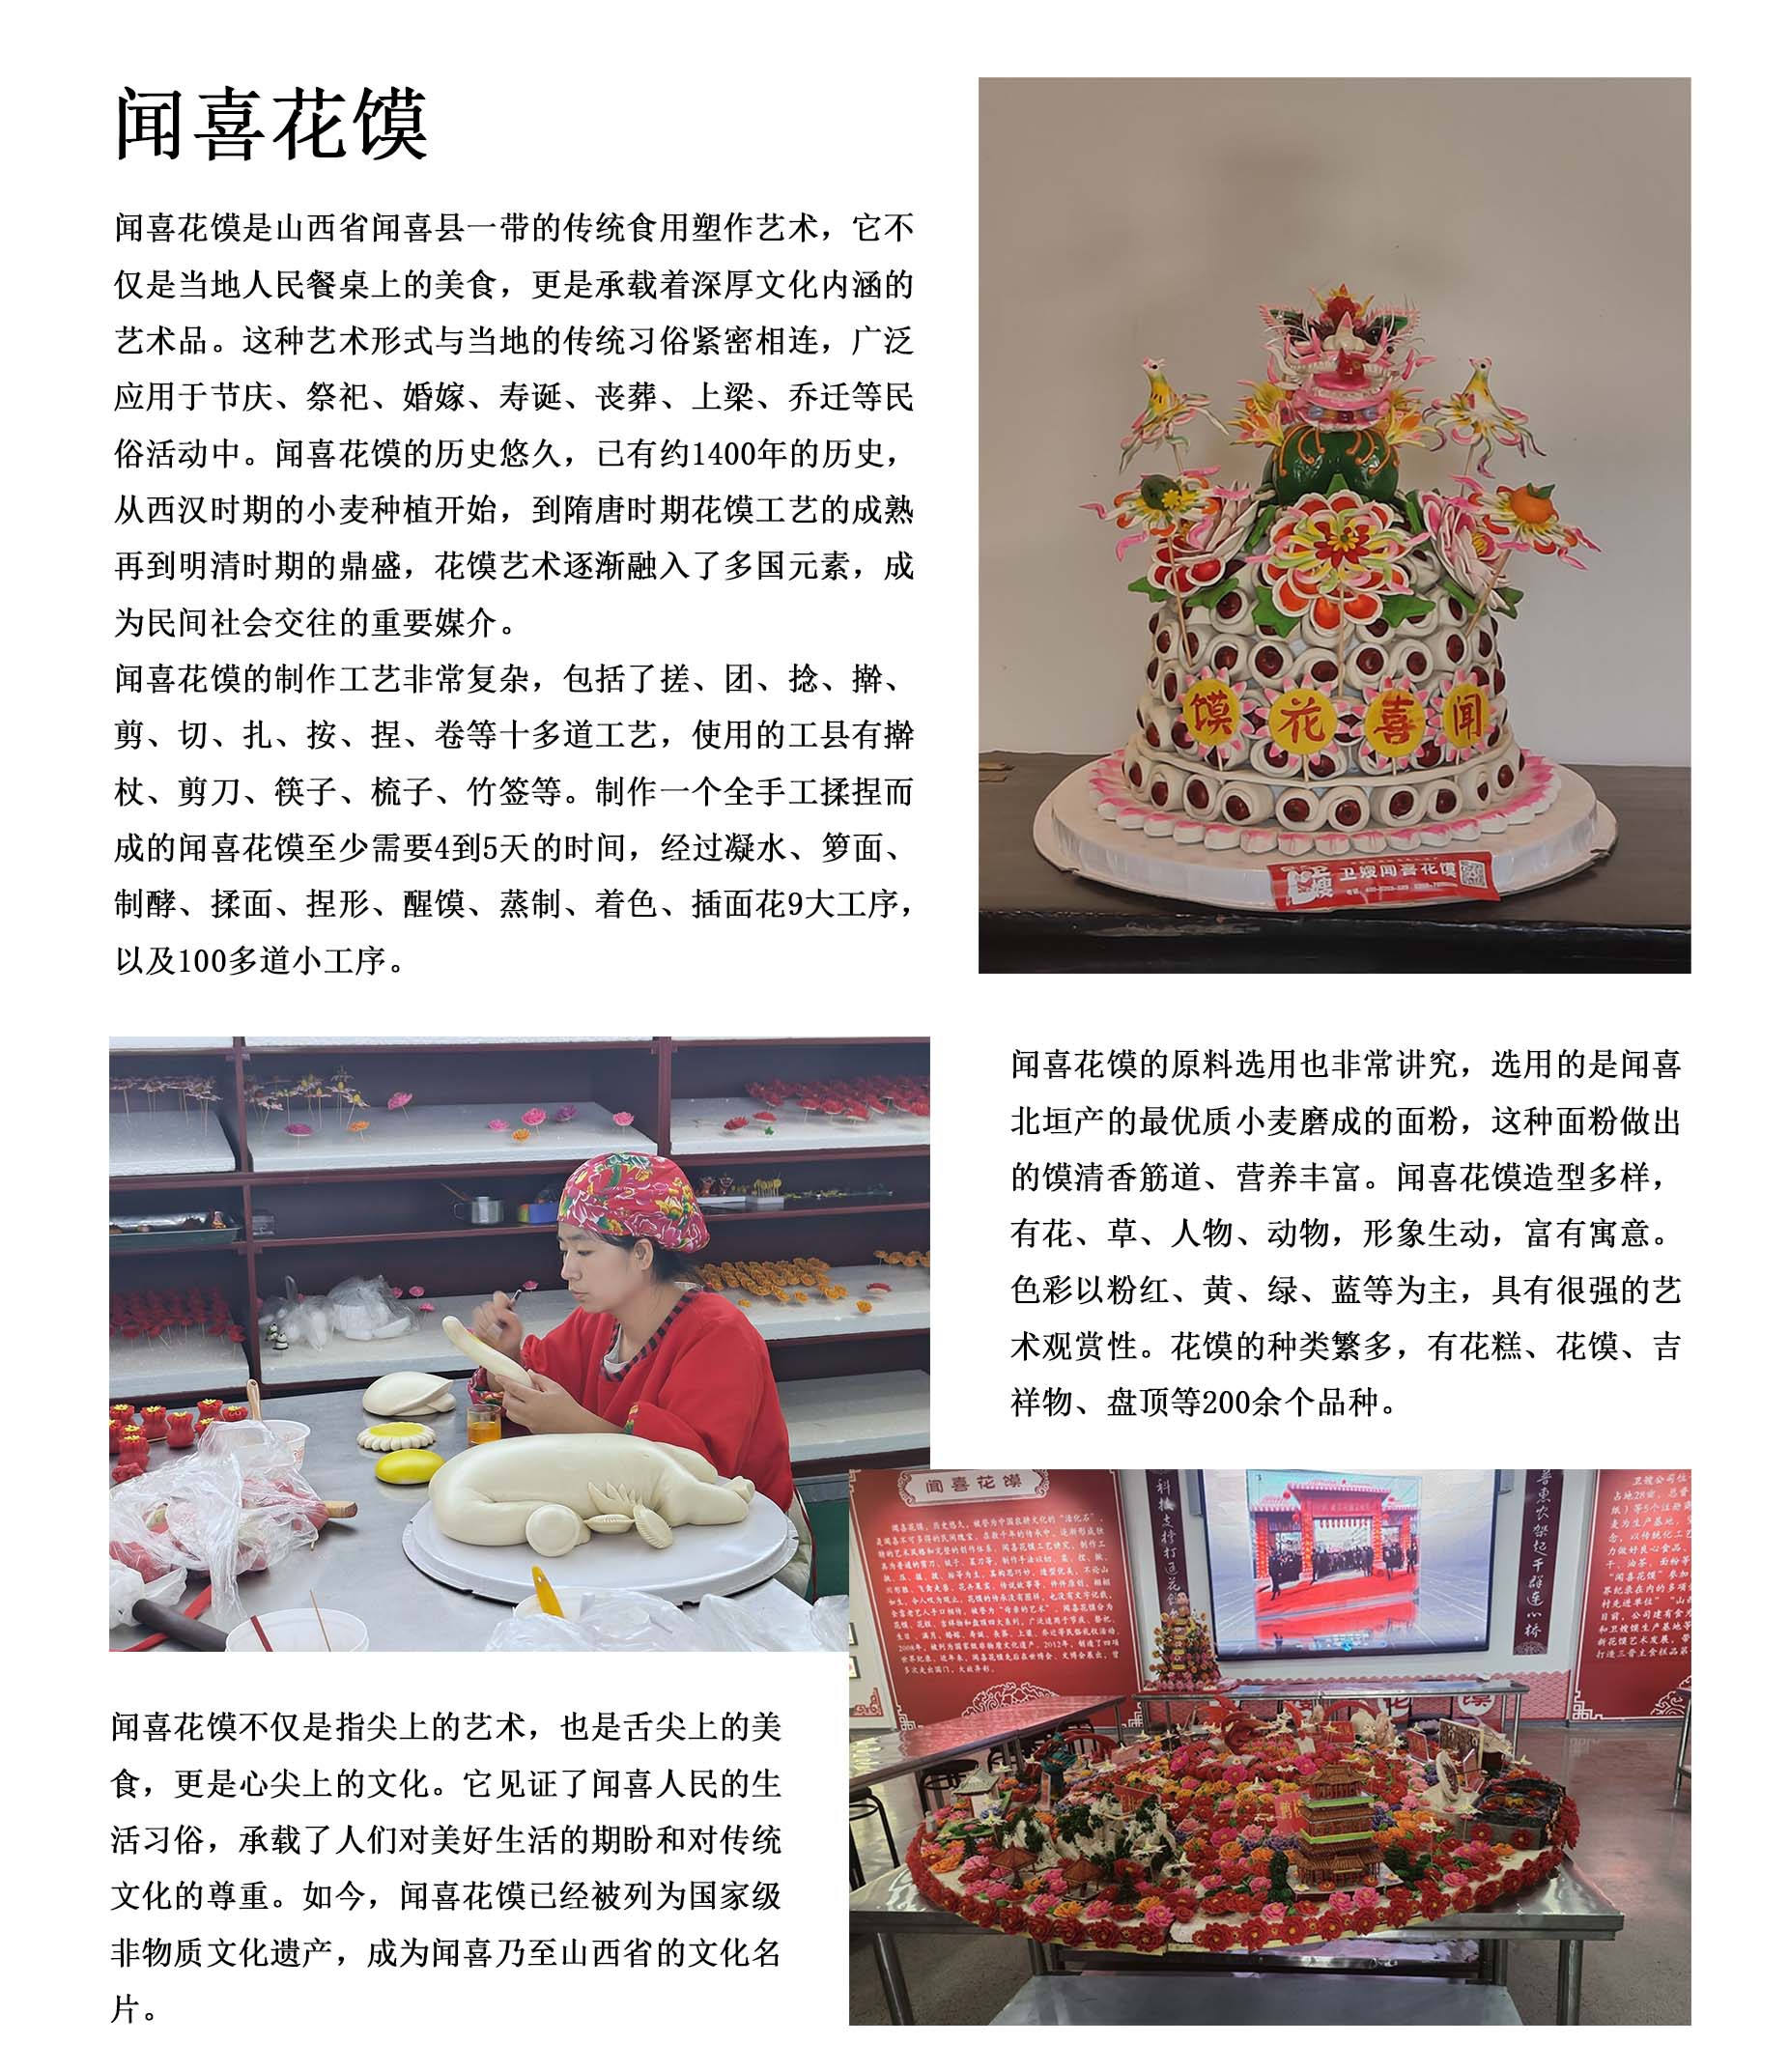 闻喜花馍
闻喜花馍是山西省闻喜县一带的传统食用塑作艺术，它不
仅是当地人民餐桌上的美食，更是承载着深厚文化内涵的
艺术品。这种艺术形式与当地的传统习俗紧密相连，广泛
应用于节庆、祭祀、婚嫁、寿诞、丧葬、上梁、乔迁等民
俗活动中。闻喜花馍的历史悠久，已有约1400年的历史，
从西汉时期的小麦种植开始，到隋唐时期花馍工艺的成熟
再到明清时期的鼎盛，花馍艺术逐渐融入了多国元素，成
为民间社会交往的重要媒介。
闻喜花馍的制作工艺非常复杂，包括了搓、团、捻、擀、
剪、切、扎、按、捏、卷等十多道工艺，使用的工县有擀
杖、剪刀、筷子、梳子、竹签等。制作一个全手工揉捏而
成的闻喜花馍至少需要4到5天的时间，经过凝水、箩面、
制酵、揉面、捏形、醒馍、蒸制、着色、插面花9大工序，
以及100多道小工序。
馍花喜闻
卫嫂闻喜花馍
闻喜花馍的原料选用也非常讲究，选用的是闻喜
北垣产的最优质小麦磨成的面粉，这种面粉做出
的馍清香筋道、营养丰富。闻喜花馍造型多样，
有花、草、人物、动物，形象生动，富有寓意。
色彩以粉红、黄、绿、蓝等为主，具有很强的艺
术观赏性。花馍的种类繁多，有花糕、花馍、吉
祥物、盘顶等200余个品种。
闻喜花馍
科技支撑打造花
普惠农架起干群连心桥
闻喜花馍不仅是指尖上的艺术，也是舌尖上的美
食，更是心尖上的文化。它见证了闻喜人民的生
活习俗，承载了人们对美好生活的期盼和对传统
文化的尊重。如今，闻喜花馍已经被列为国家级
非物质文化遗产，成为闻喜乃至山西省的文化名
片。